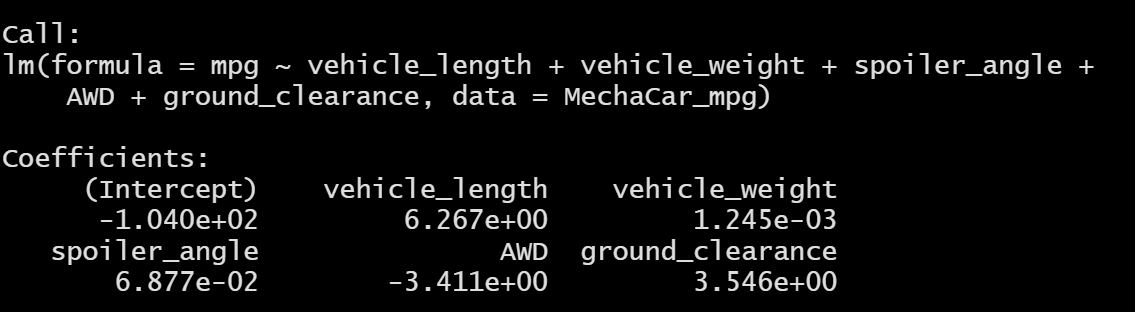 Call:
lm(formula = mpg ~ vehicle_length + vehicle_weight + spoiler_angle +
    AWD + ground_clearance, data = MechaCar_mpg)

Coefficients:
     (Intercept)    vehicle_length    vehicle_weight
      -1.040e+02         6.267e+00         1.245e-03
   spoiler_angle               AWD  ground_clearance
       6.877e-02        -3.411e+00         3.546e+00